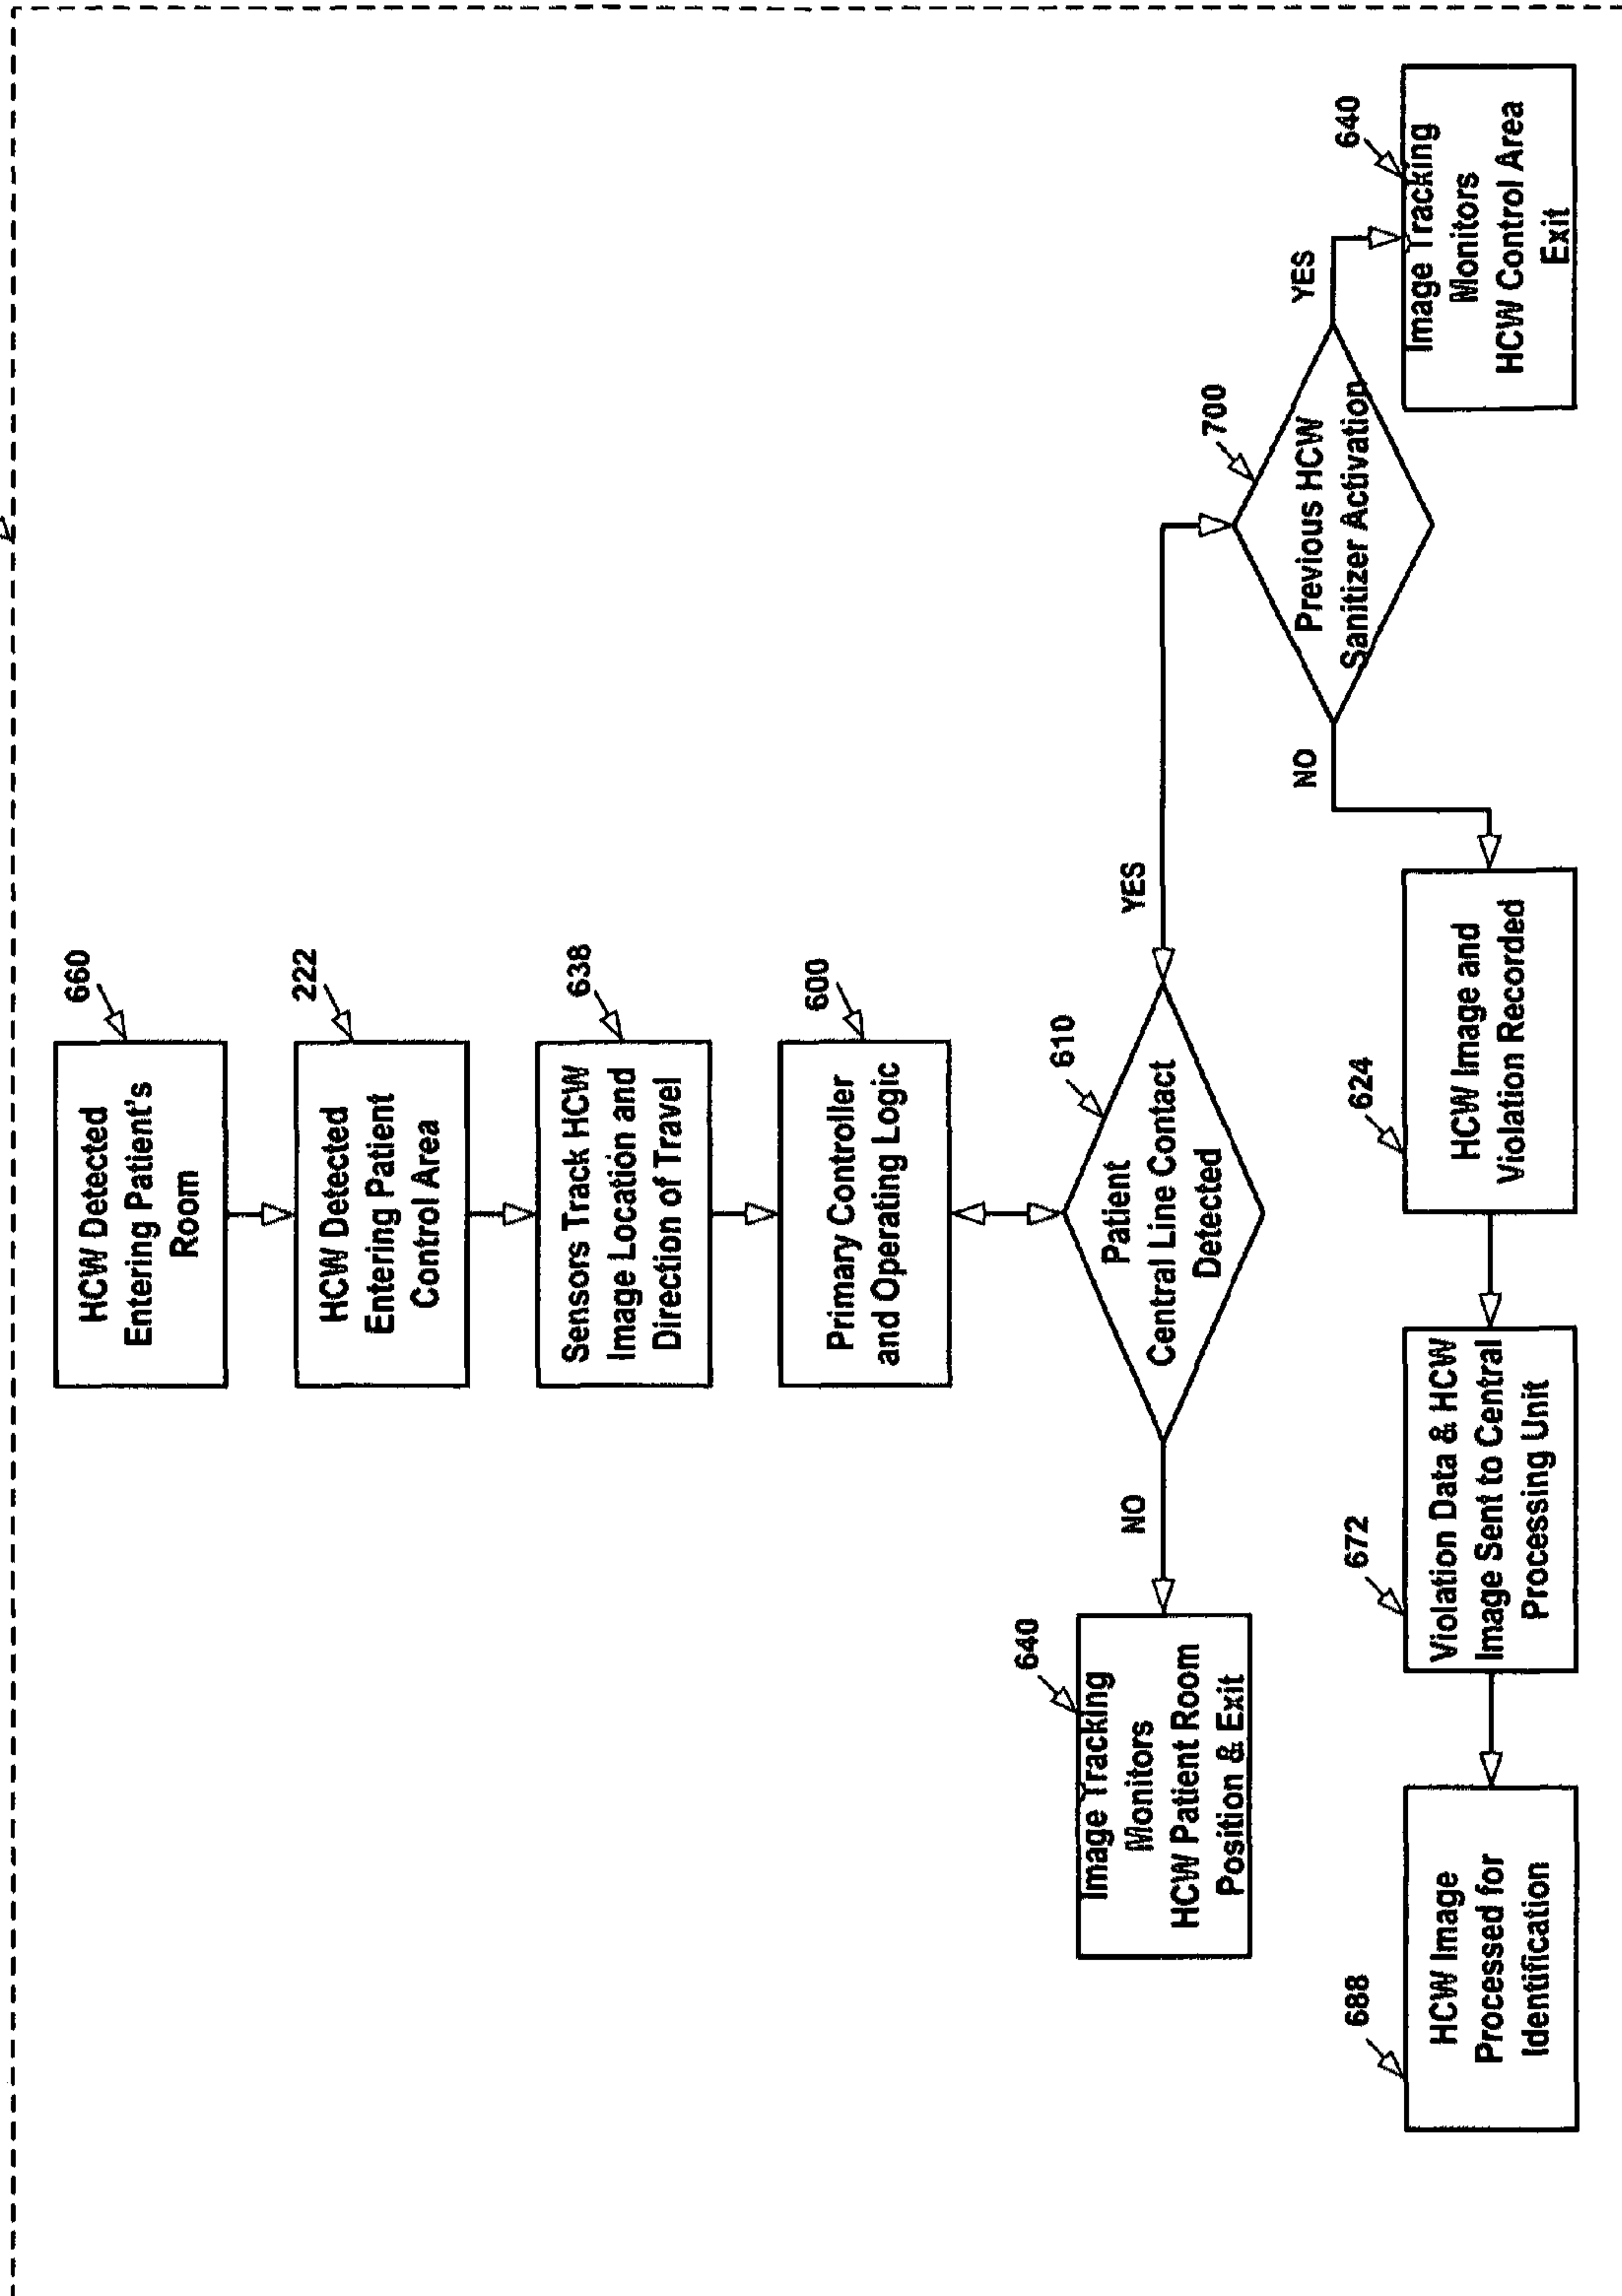 660
HCW Detected
Entering Patient's
Room
222
HCW Detected
Entering Patient
Control Area
638
Sensors Track HCW
Image Location and
Direction of Travel
600
Primary Controller
and Operating Logic
610
Patient
Central Line Contact
Detected
NO
YES
640
Image Tracking
Monitors
HCW Patient Room
Position & Exit
700
Previous HCW
Sanitizer Activation
NO
YES
640
Image Tracking
Monitors
HCW Control Area
Exit
624
HCW Image and
Violation Recorded
672
Violation Data & HCW
Image Sent to Central
Processing Unit
688
HCW Image
Processed for
Identification